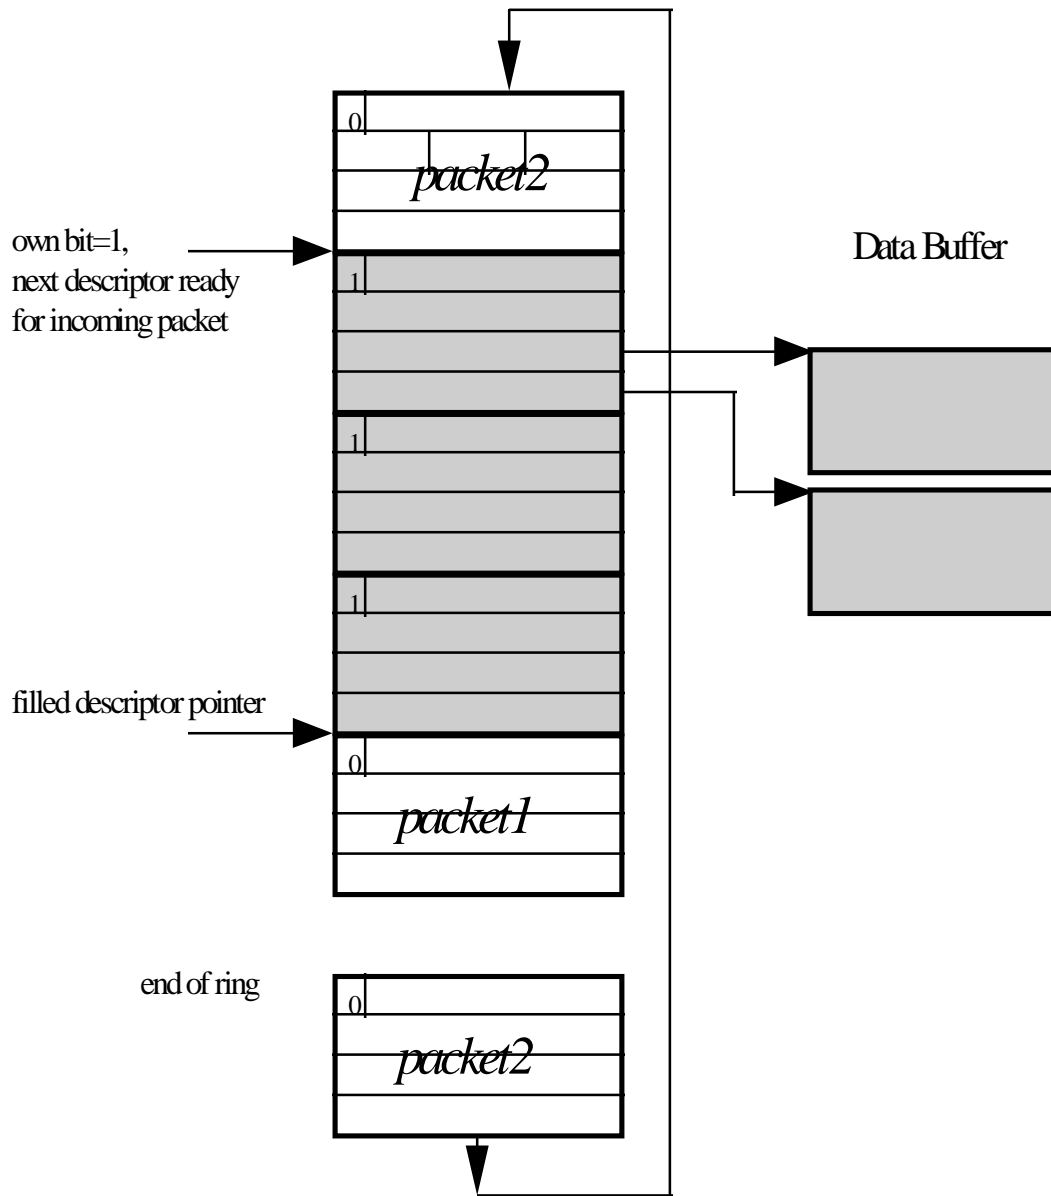 0
packet2
own bit=1,
next descriptor ready
for incoming packet
Data Buffer
1
1
1
filled descriptor pointer
0
packet1
end of ring
0
packet2